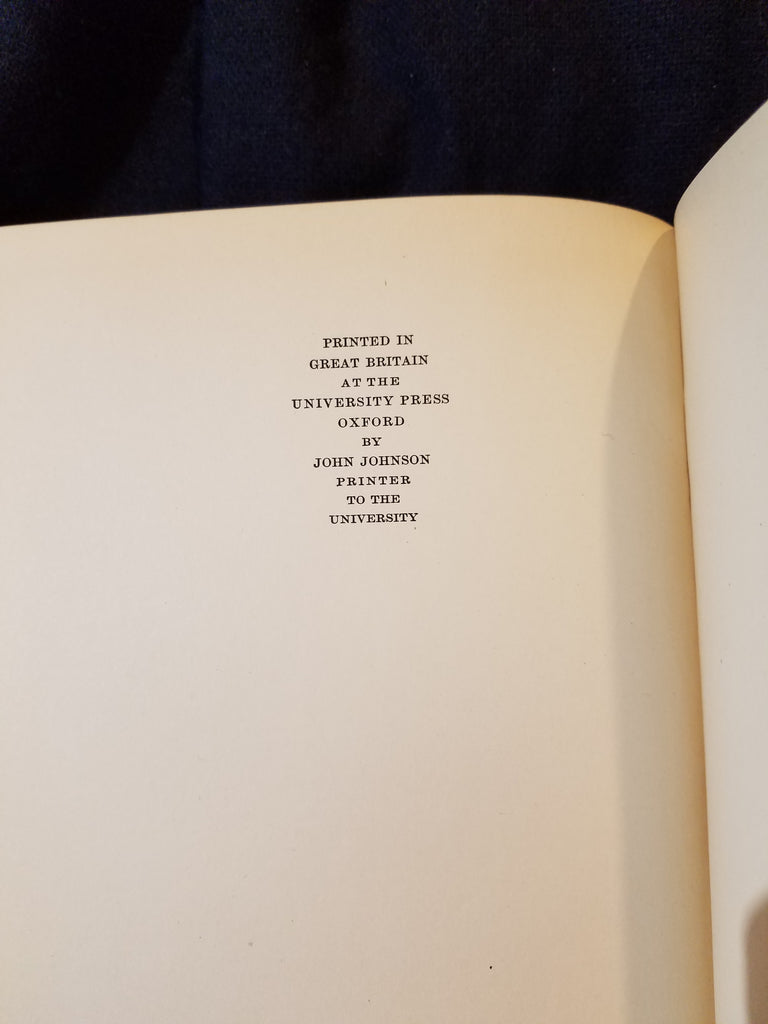 PRINTED IN
GREAT BRITAIN
AT THE
UNIVERSITY PRESS
OXFORD
BY
JOHN JOHNSON
PRINTER
TO THE
UNIVERSITY